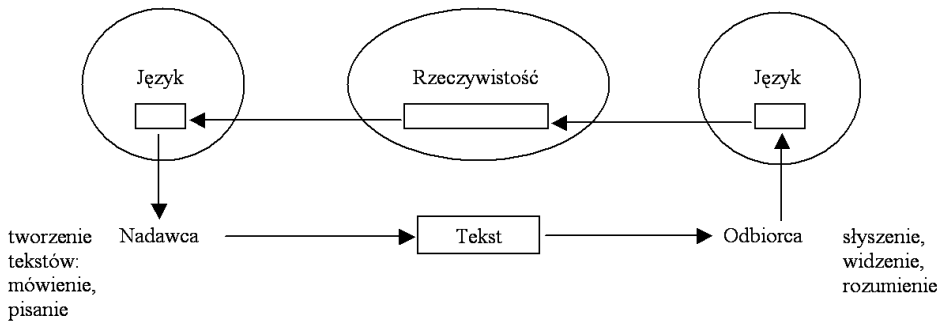 Język
Rzeczywistość
Język
tworzenie
tekstów:
mówienie,
pisanie
Nadawca
Tekst
Odbiorca
słyszenie,
widzenie,
rozumienie